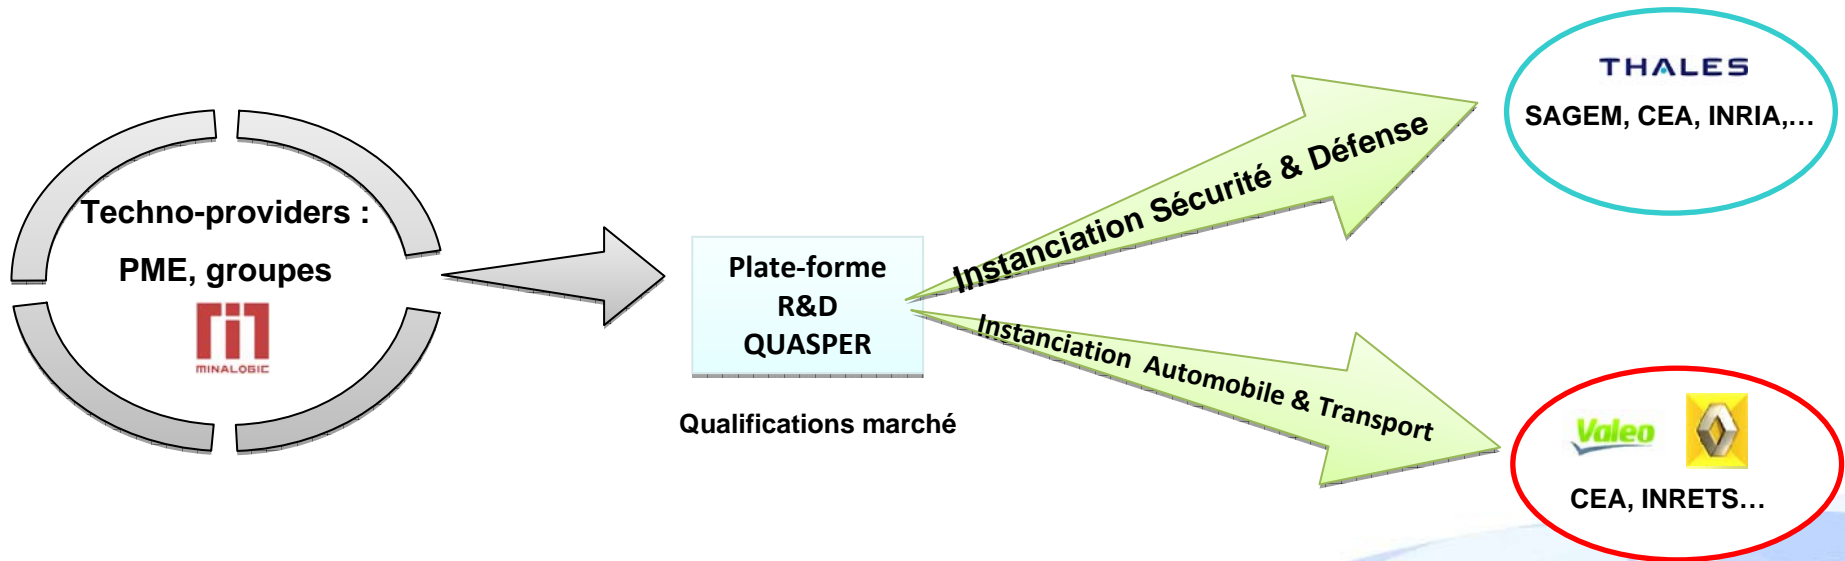 Techno-providers :
PME, groupes
MINALOGIC
Plate-forme
R&D
QUASPER
Qualifications marché
Instanciation Sécurité & Défense
Instanciation Automobile & Transport
THALES
SAGEM, CEA, INRIA,…
Valeo
CEA, INRETS…